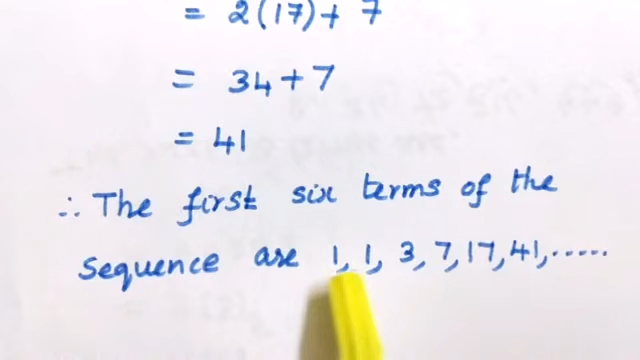 = 2(17)+ 7
= 34+7
= 41
∴ The first six terms of the
sequence are 1, 1, 3, 7, 17, 41, ......